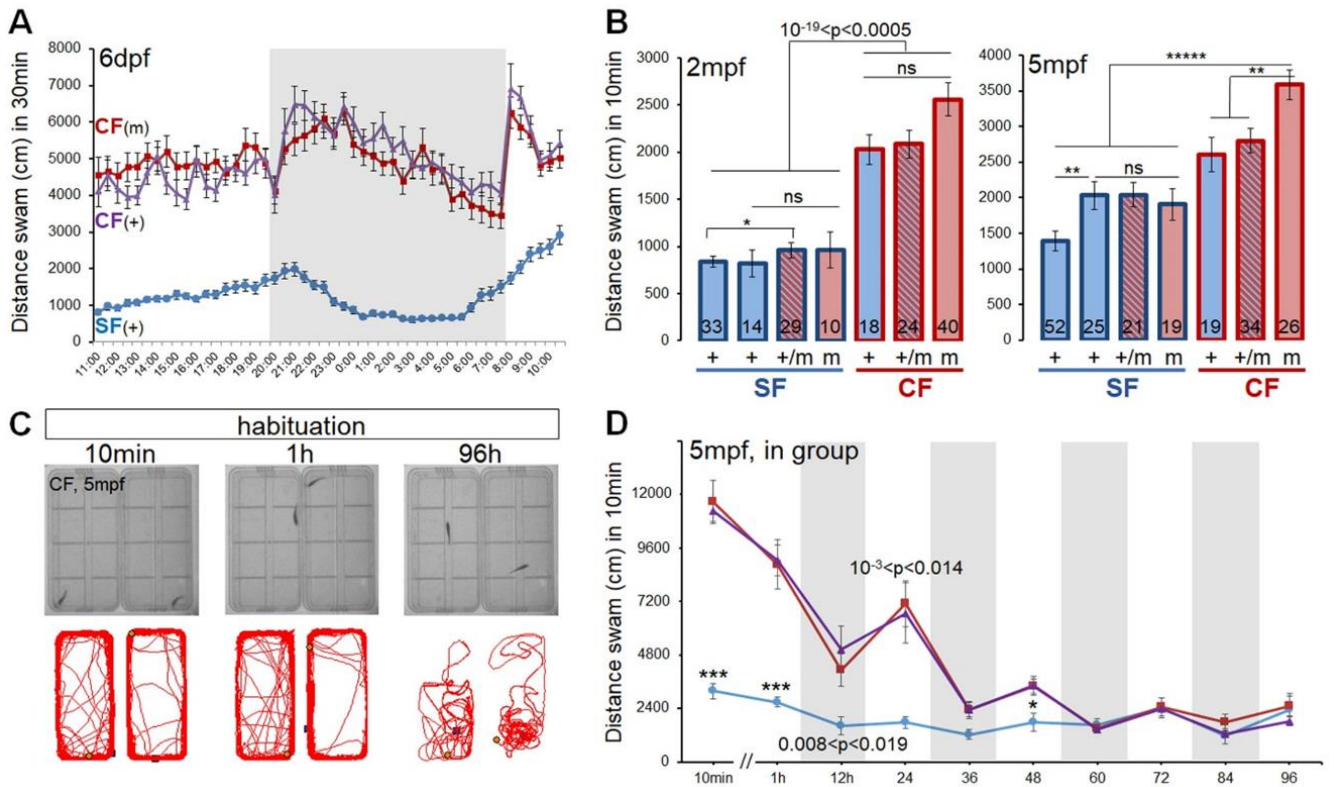 A
6dpf
Distance swam (cm) in 30min
8000
7000
6000
5000
4000
3000
2000
1000
0
CF(m)
CF(+)
SF(+)
11:00
12:00
13:00
14:00
15:00
16:00
17:00
18:00
19:00
20:00
21:00
22:00
23:00
0:00
1:00
2:00
3:00
4:00
5:00
6:00
7:00
8:00
9:00
10:00
B
2mpf
Distance swam (cm) in 10min
3000
2500
2000
1500
1000
500
0
10-19<p<0.0005
ns
ns
*
33 14 29 10 18 24 40
+ + +/m m + +/m m
SF CF
5mpf
4000
3500
3000
2500
2000
1500
1000
500
0
*****
**
** ns
52 25 21 19 19 34 26
+ + +/m m + +/m m
SF CF
C
habituation
10min 1h 96h
CF, 5mpf
D
5mpf, in group
Distance swam (cm) in 10min
12000
9600
7200
4800
2400
0
10-3<p<0.014
***
***
*
0.008<p<0.019
10min // 1h 12h 24 36 48 60 72 84 96